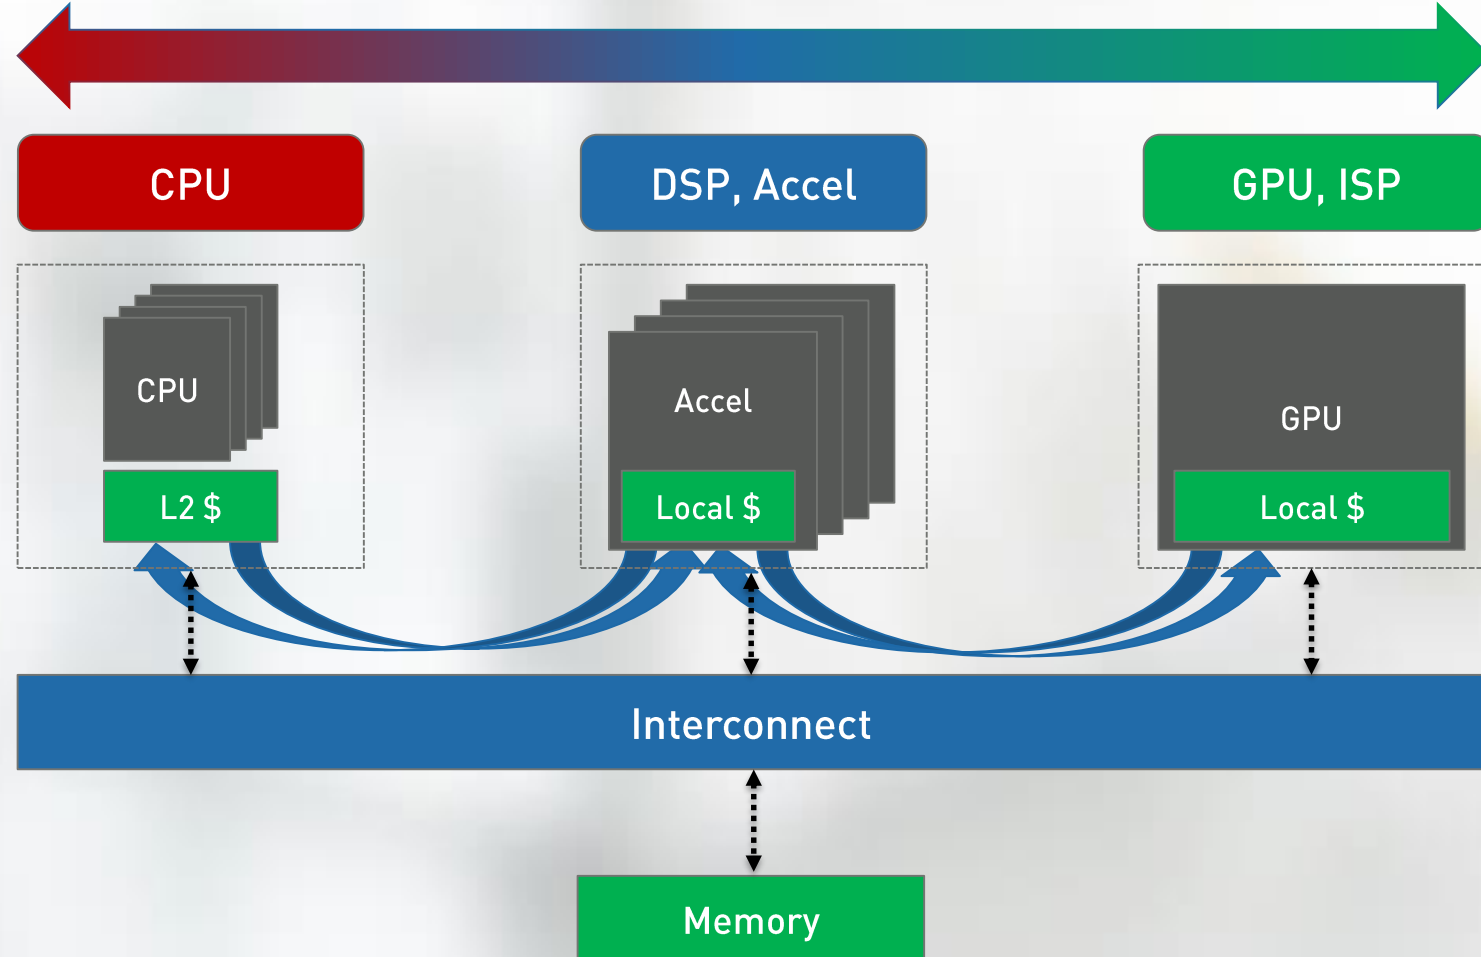 CPU
DSP, Accel
GPU, ISP
CPU
Accel
GPU
L2 $
Local $
Local $
Interconnect
Memory